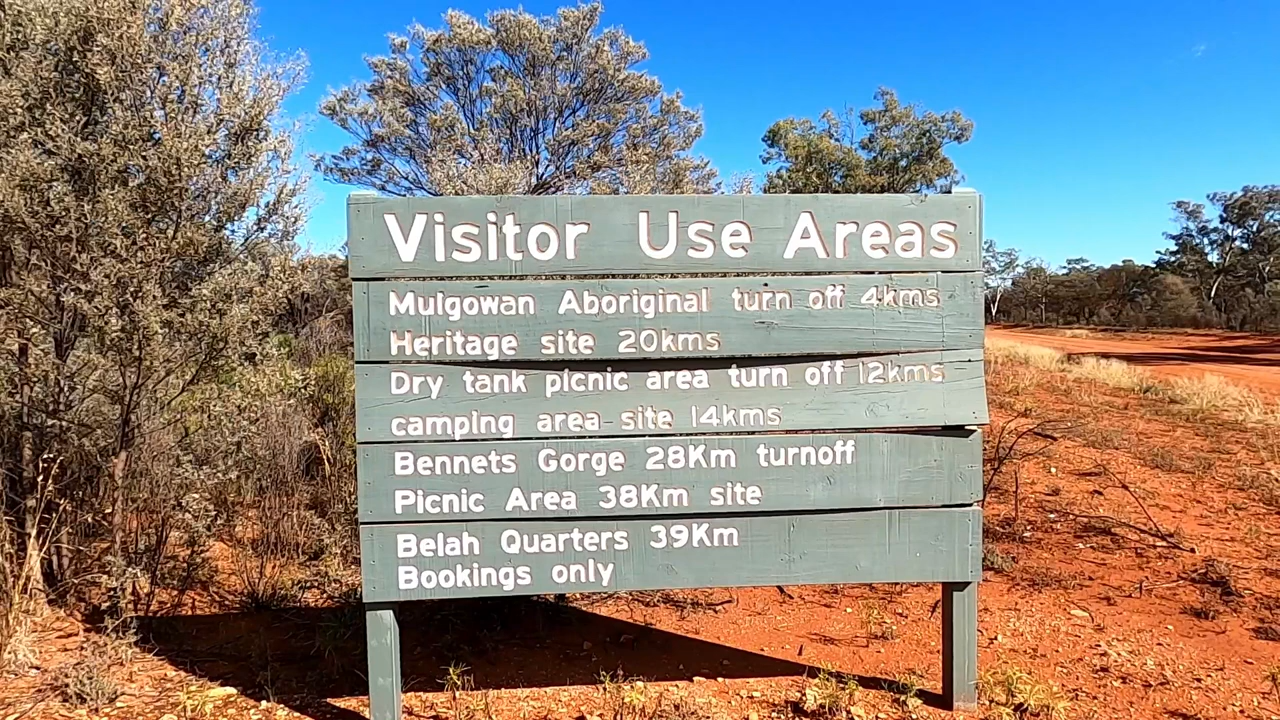 Visitor Use Areas
Mulgowan Aboriginal turn off 4kms
Heritage site 20kms
Dry tank picnic area turn off 12kms
camping area site 14kms
Bennets Gorge 28Km turnoff
Picnic Area 38Km site
Belah Quarters 39Km
Bookings only